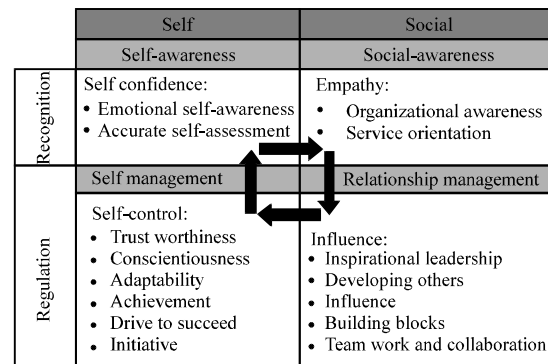 Self
Social
Self-awareness
Social-awareness
Recognition
Self confidence:
• Emotional self-awareness
• Accurate self-assessment
Empathy:
• Organizational awareness
• Service orientation
Self management
Relationship management
Regulation
Self-control:
• Trust worthiness
• Conscientiousness
• Adaptability
• Achievement
• Drive to succeed
• Initiative
Influence:
• Inspirational leadership
• Developing others
• Influence
• Building blocks
• Team work and collaboration